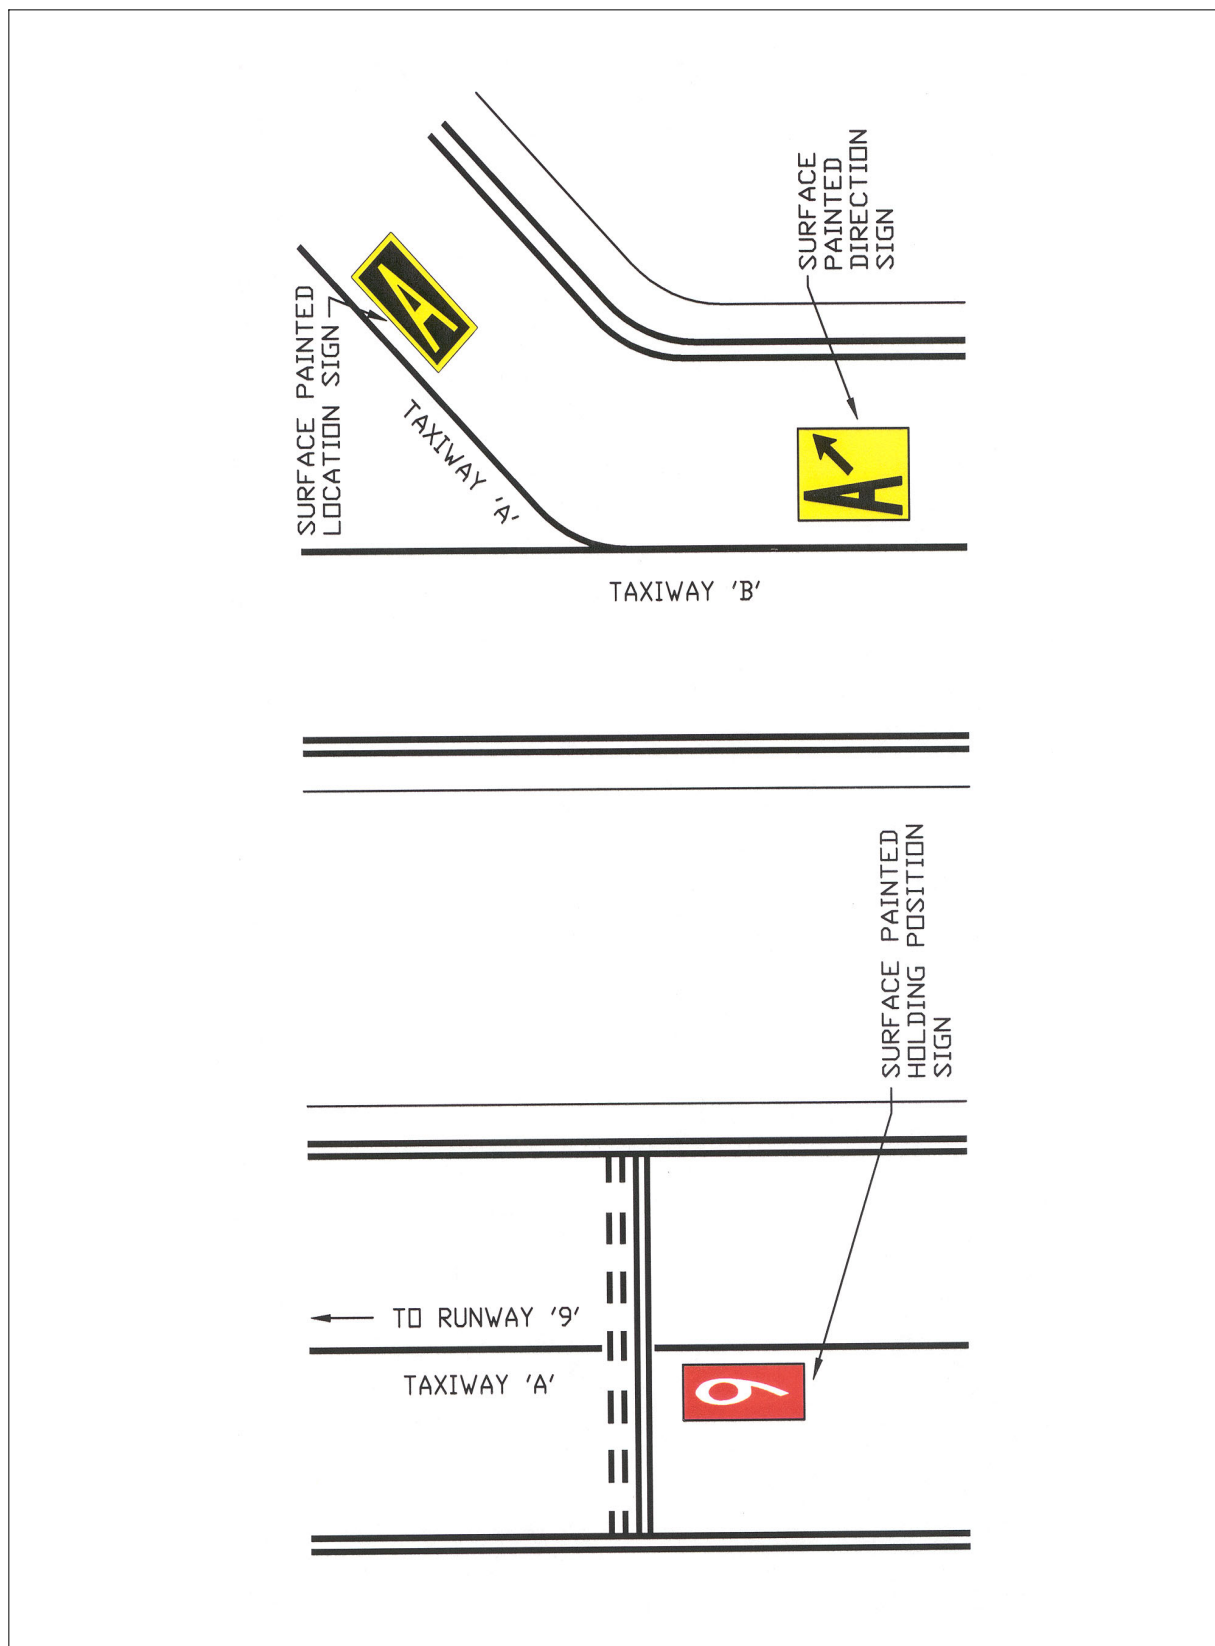 SURFACE PAINTED
LOCATION SIGN
A
TAXIWAY 'A'
SURFACE
PAINTED
DIRECTION
SIGN
A
TAXIWAY 'B'
SURFACE PAINTED
HOLDING POSITION
SIGN
TO RUNWAY '9'
TAXIWAY 'A'
9